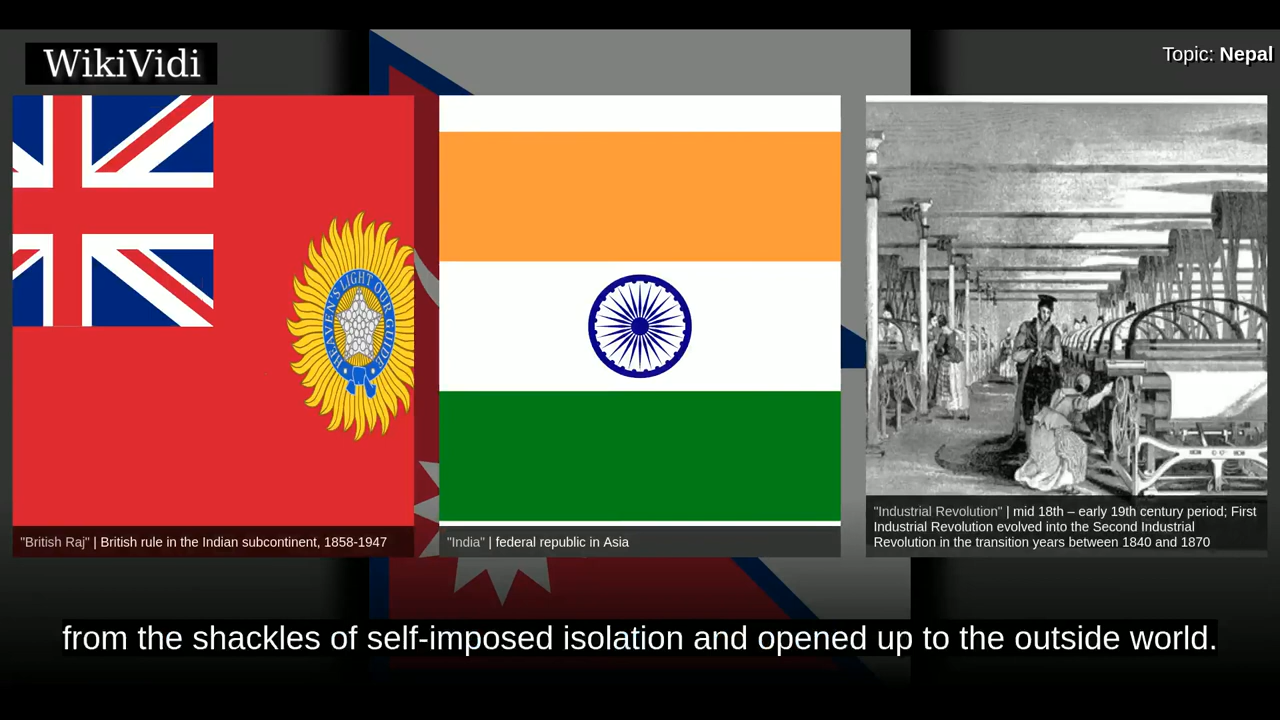 WikiVidi
Topic: Nepal
HEAVEN'S LIGHT OUR GUIDE
"British Raj" | British rule in the Indian subcontinent, 1858-1947
"India" | federal republic in Asia
"Industrial Revolution" | mid 18th – early 19th century period; First
Industrial Revolution evolved into the Second Industrial
Revolution in the transition years between 1840 and 1870
from the shackles of self-imposed isolation and opened up to the outside world.